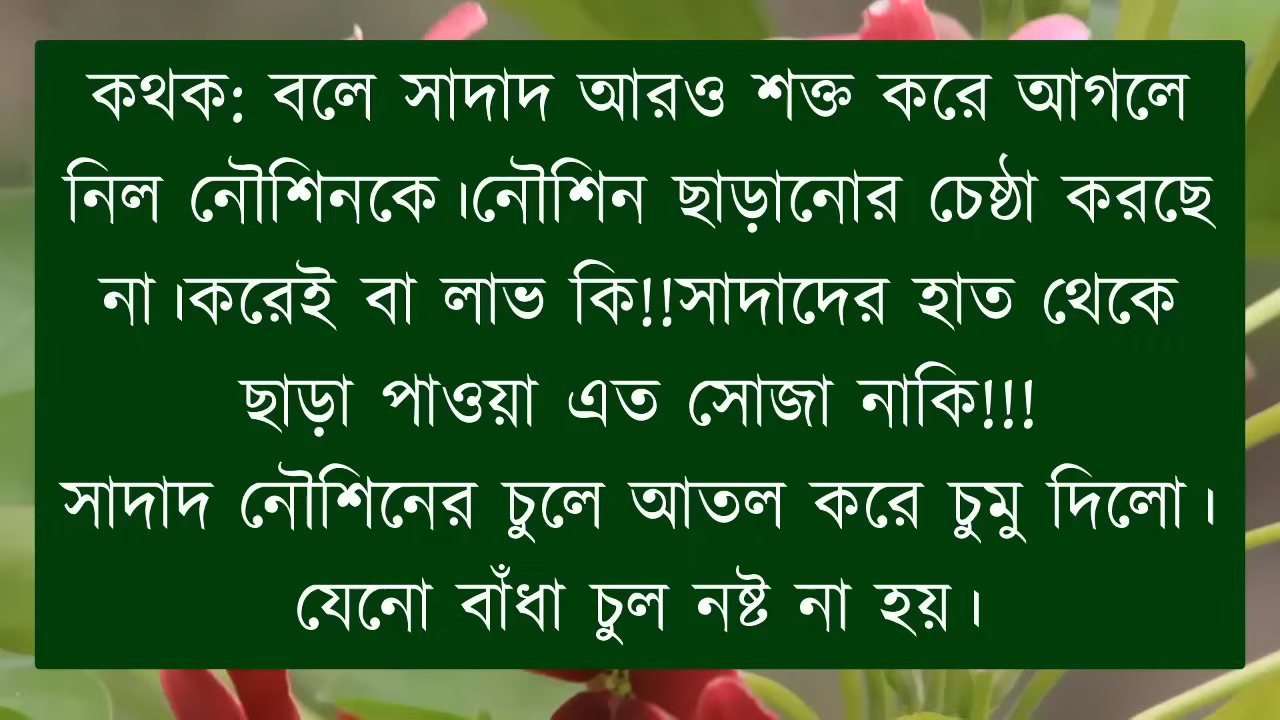 কথক: বলে সাদাদ আরও শক্ত করে আগলে
নিল নৌশিনকে।নৌশিন ছাড়ানোর চেষ্ঠা করছে
না।করেই বা লাভ কি!!সাদাদের হাত থেকে
ছাড়া পাওয়া এত সোজা নাকি!!!
সাদাদ নৌশিনের চুলে আতল করে চুমু দিলো।
যেনো বাঁধা চুল নষ্ট না হয়।